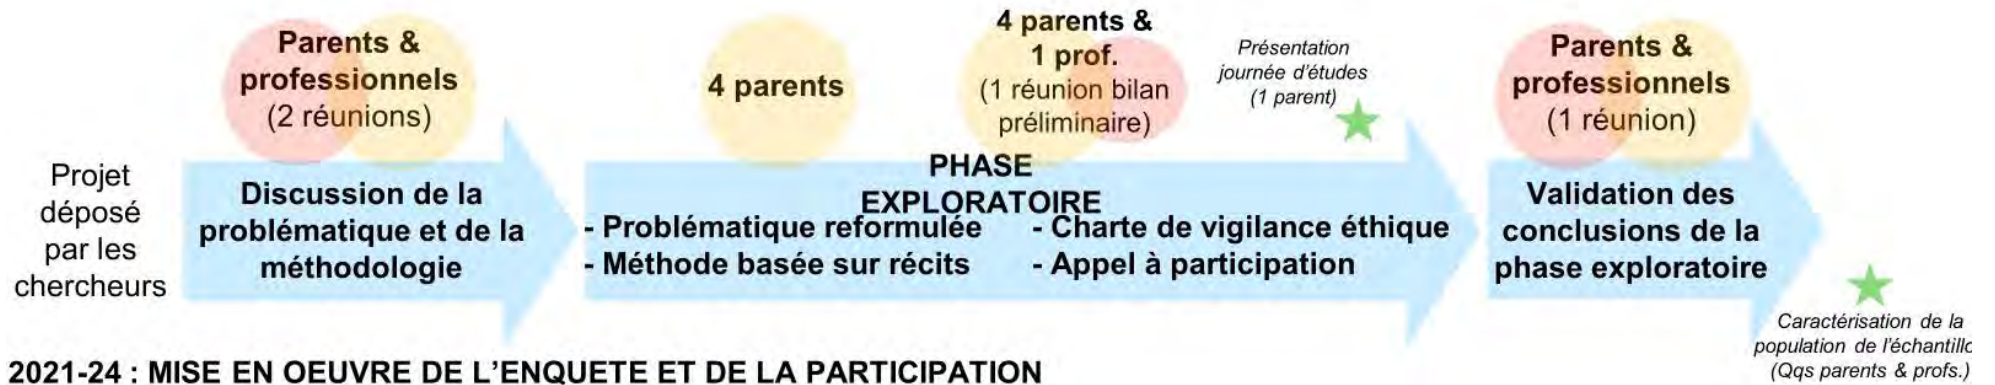 Projet
déposé
par les
chercheurs
Parents &
professionnels
(2 réunions)
Discussion de la
problématique et de la
méthodologie
4 parents
4 parents &
1 prof.
(1 réunion bilan
préliminaire)
Présentation
journée d'études
(1 parent)
PHASE
EXPLORATOIRE
- Problématique reformulée
- Méthode basée sur récits
- Charte de vigilance éthique
- Appel à participation
Parents &
professionnels
(1 réunion)
Validation des
conclusions de la
phase exploratoire
Caractérisation de la
population de l'échantillo
(Qqs parents & profs.)
2021-24 : MISE EN OEUVRE DE L'ENQUETE ET DE LA PARTICIPATION